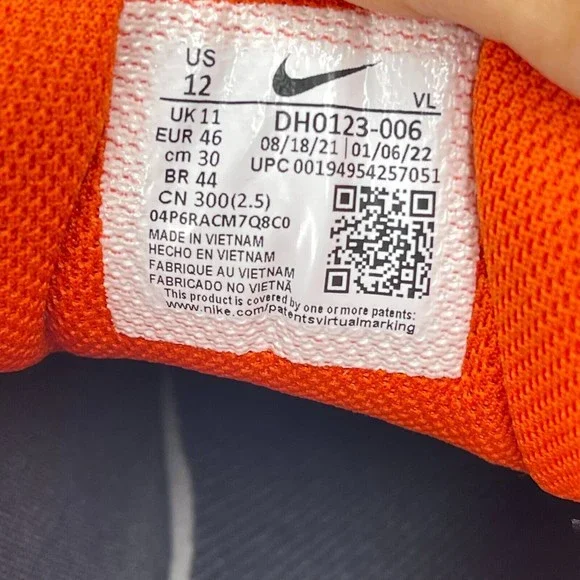 US
12
VL
UK 11
EUR 46
cm 30
BR 44
CN 300(2.5)
04P6RACM7Q8C0
DH0123-006
08/18/21 | 01/06/22
UPC 00194954257051
MADE IN VIETNAM
HECHO EN VIETNAM
FABRIQUE AU VIETNAM
FABRICADO NO VIETNÃ
This product is covered by one or more patents:
www.nike.com/patentsvirtualmarking